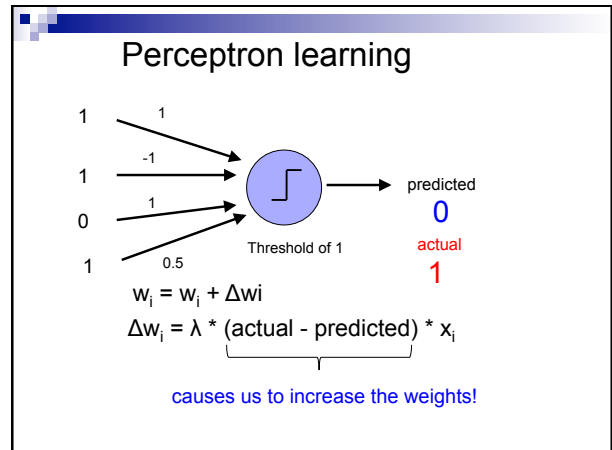 Perceptron learning
1
1
1
-1
0
1
1
0.5
Threshold of 1
predicted
0
actual
1
wᵢ = wᵢ + Δwi
Δwᵢ = λ * (actual - predicted) * xᵢ
causes us to increase the weights!